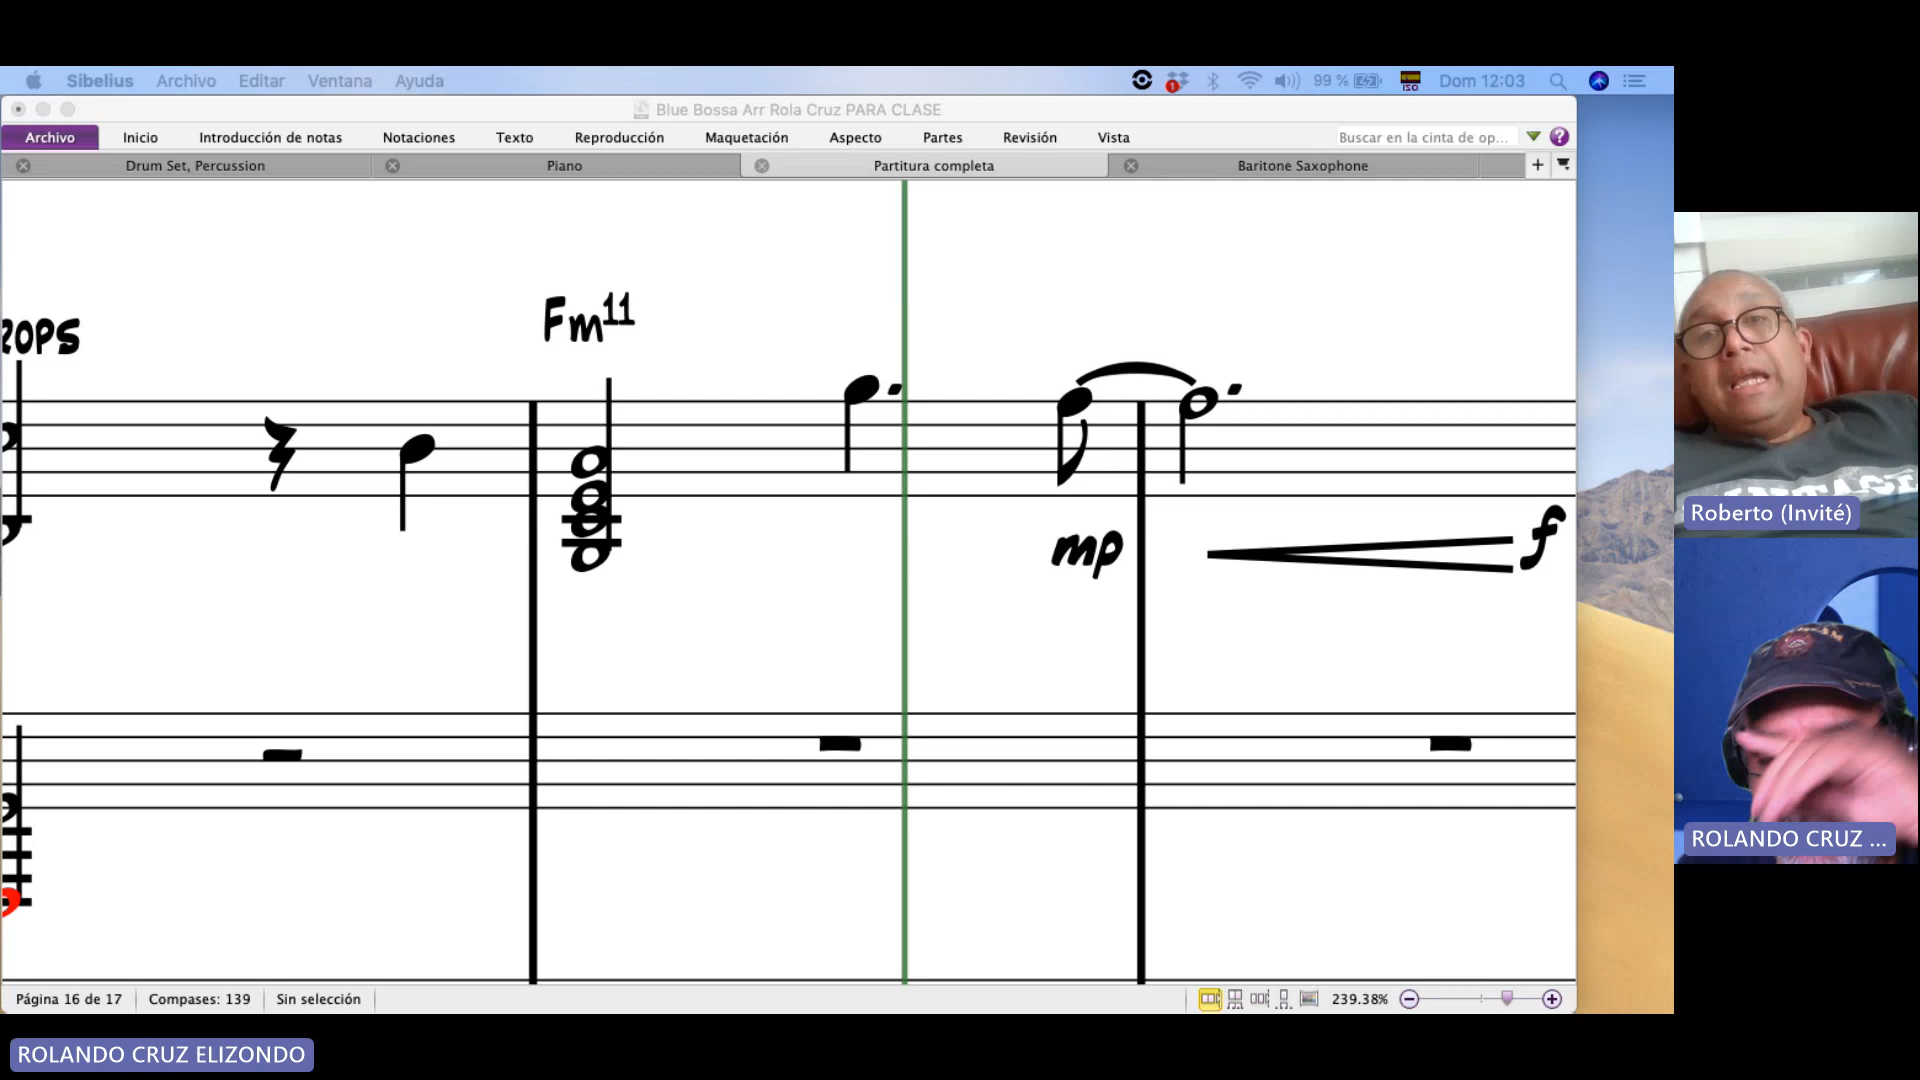 Sibelius Archivo Editar Ventana Ayuda 1 99 % ISO Dom 12:03
Blue Bossa Arr Rola Cruz PARA CLASE
Archivo Inicio Introducción de notas Notaciones Texto Reproducción Maquetación Aspecto Partes Revisión Vista Buscar en la cinta de op... ?
Drum Set, Percussion Piano Partitura completa Baritone Saxophone +
ROPS
Fm11
mp
f
Roberto (Invité)
ROLANDO CRUZ ...
Página 16 de 17 Compases: 139 Sin selección 239.38%
ROLANDO CRUZ ELIZONDO